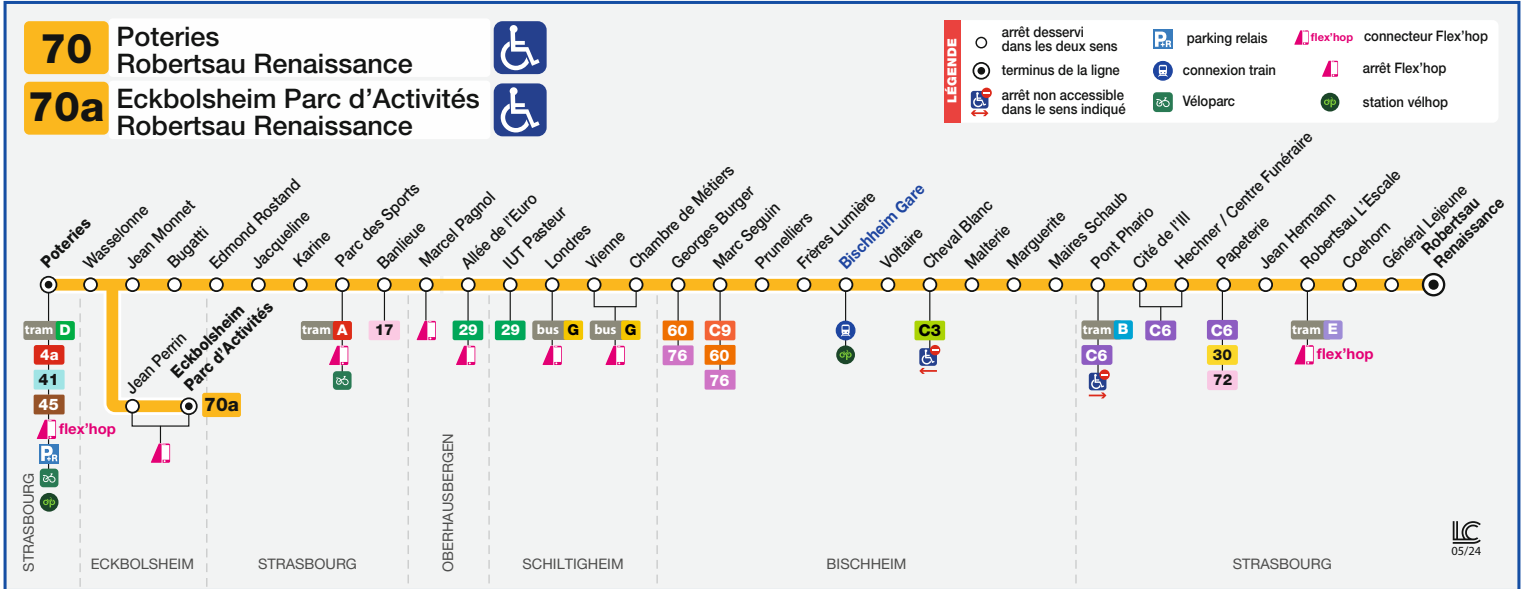 70
Poteries
Robertsau Renaissance
70a
Eckbolsheim Parc d’Activités
Robertsau Renaissance
LÉGENDE
arrêt desservi
dans les deux sens
terminus de la ligne
arrêt non accessible
dans le sens indiqué
P+R
parking relais
connexion train
Véloparc
flex'hop
connecteur Flex'hop
arrêt Flex'hop
station vélhop
Poteries
Wasselonne
Jean Monnet
Bugatti
Edmond Rostand
Jacqueline
Karine
Parc des Sports
Banlieue
Marcel Pagnol
Allée de l'Euro
IUT Pasteur
Londres
Vienne
Chambre de Métiers
Georges Burger
Marc Seguin
Prunelliers
Frères Lumière
Bischheim Gare
Voltaire
Cheval Blanc
Malterie
Marguerite
Maires Schaub
Pont Phario
Cité de l'Ill
Hechner / Centre Funéraire
Papeterie
Jean Hermann
Robertsau L'Escale
Coehorn
Général Lejeune
Robertsau
Renaissance
tram D
4a
41
45
flex'hop
P+R
Jean Perrin
Eckbolsheim
Parc d'Activités
70a
tram A
17
29
29
bus G
bus G
60
76
C9
60
76
C3
tram B
C6
C6
C6
30
72
tram E
flex'hop
STRASBOURG
ECKBOLSHEIM
STRASBOURG
OBERHAUSBERGEN
SCHILTIGHEIM
BISCHHEIM
STRASBOURG
LC
05/24